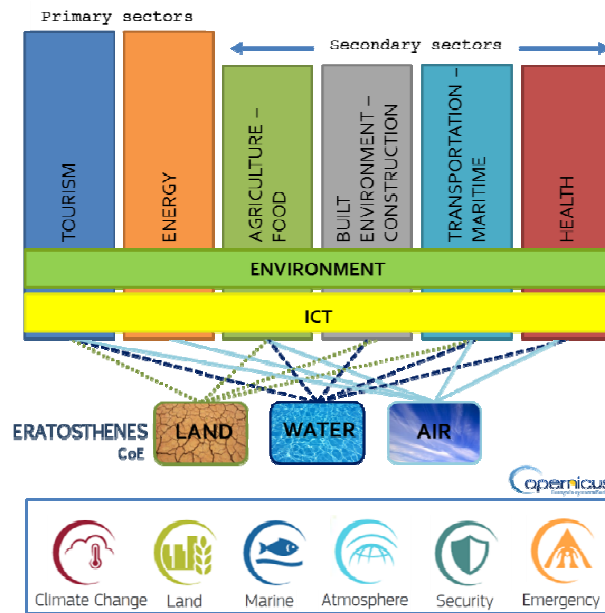 Primary sectors
Secondary sectors
TOURISM
ENERGY
AGRICULTURE –
FOOD
BUILT
ENVIRONMENT –
CONSTRUCTION
TRANSPORTATION –
MARITIME
HEALTH
ENVIRONMENT
ICT
ERATOSTHENES
CoE
LAND
WATER
AIR
opernicus
Climate Change
Land
Marine
Atmosphere
Security
Emergency